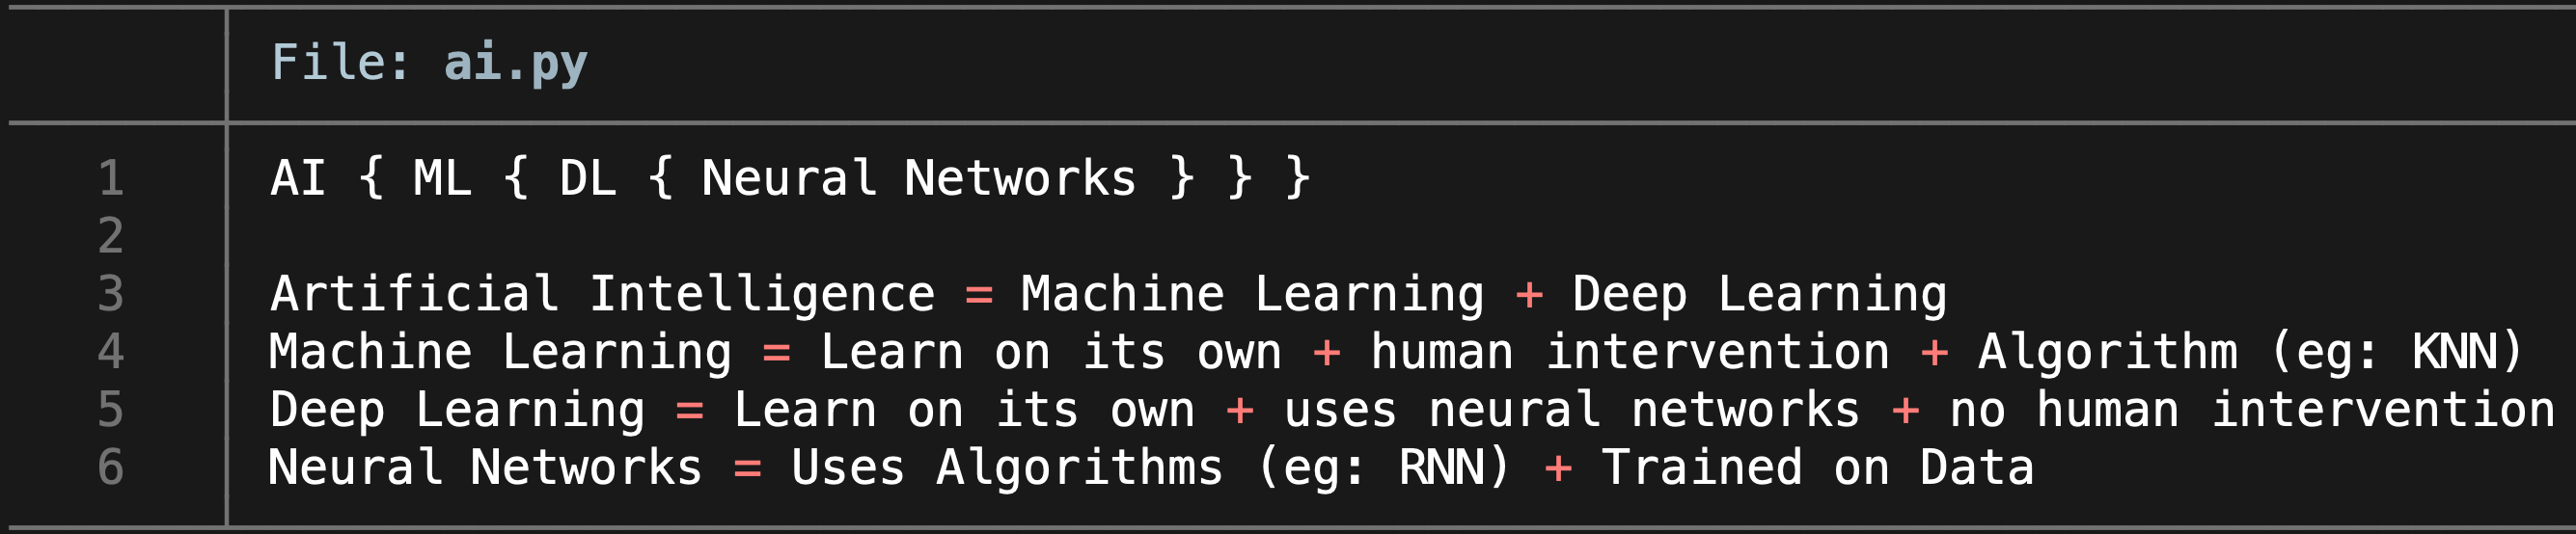 File: ai.py
1 AI { ML { DL { Neural Networks } } }
2
3 Artificial Intelligence = Machine Learning + Deep Learning
4 Machine Learning = Learn on its own + human intervention + Algorithm (eg: KNN)
5 Deep Learning = Learn on its own + uses neural networks + no human intervention
6 Neural Networks = Uses Algorithms (eg: RNN) + Trained on Data